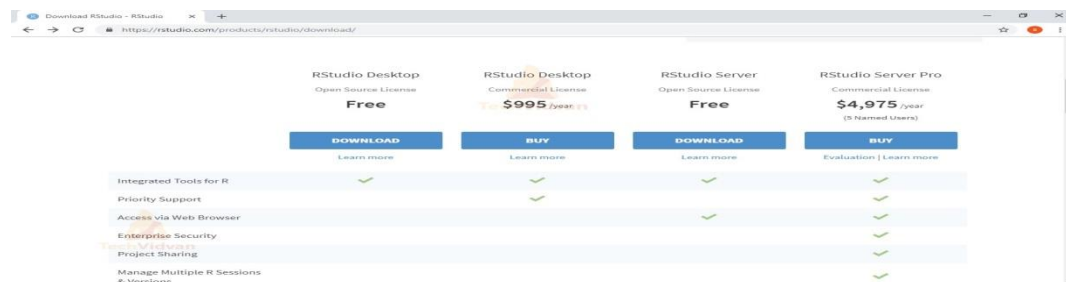 Download RStudio - RStudio
https://rstudio.com/products/rstudio/download/
RStudio Desktop RStudio Desktop RStudio Server RStudio Server Pro
Open Source License Commercial License Open Source License Commercial License
Free $995 /year Free $4,975 /year
(5 Named Users)
DOWNLOAD BUY DOWNLOAD BUY
Learn more Learn more Learn more Evaluation | Learn more
Integrated Tools for R
Priority Support
Access via Web Browser
Enterprise Security
Tech Vidvan
Project Sharing
Manage Multiple R Sessions
& Versions